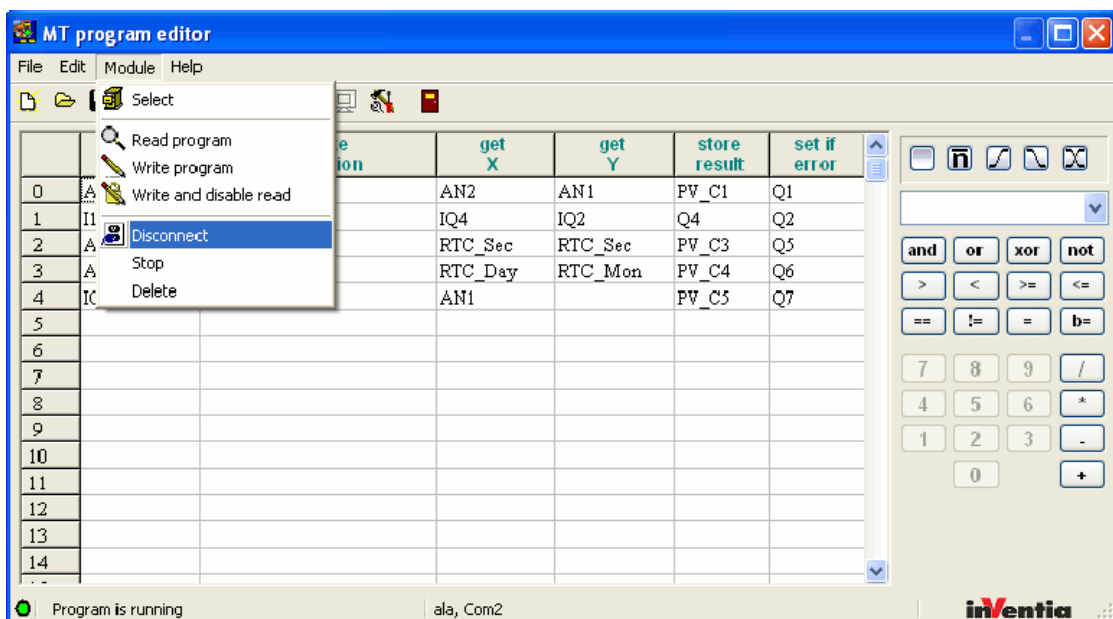 MT program editor
File Edit Module Help
Select
Read program
Write program
Write and disable read
Disconnect
Stop
Delete
get X get Y store result set if error
0 AN2 AN1 PV_C1 Q1
1 I1 IQ4 IQ2 Q4 Q2
2 RTC_Sec RTC_Sec PV_C3 Q5
3 RTC_Day RTC_Mon PV_C4 Q6
4 AN1 PV_C5 Q7
5
6
7
8
9
10
11
12
13
14
n
and or xor not
> < >= <=
== != = b=
7 8 9 /
4 5 6 *
1 2 3 -
0 +
Program is running ala, Com2 inVentia